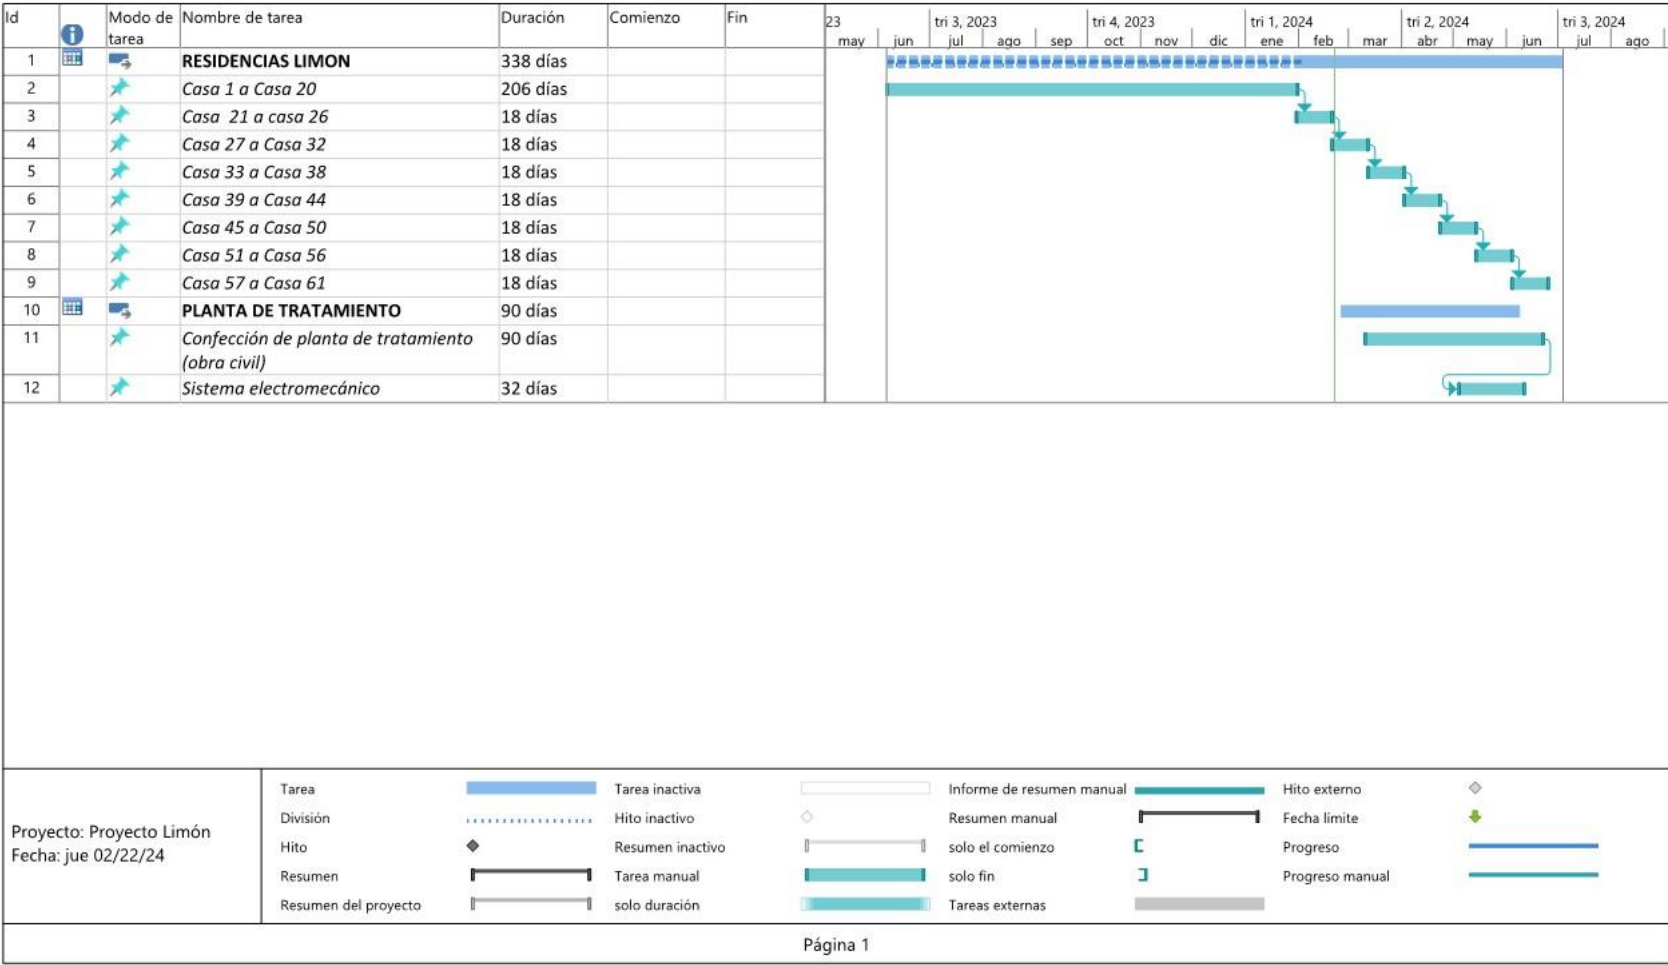 Id Modo de tarea Nombre de tarea Duración Comienzo Fin
23 tri 3, 2023 tri 4, 2023 tri 1, 2024 tri 2, 2024 tri 3, 2024
may jun jul ago sep oct nov dic ene feb mar abr may jun jul ago
1 RESIDENCIAS LIMON 338 días
2 Casa 1 a Casa 20 206 días
3 Casa 21 a casa 26 18 días
4 Casa 27 a Casa 32 18 días
5 Casa 33 a Casa 38 18 días
6 Casa 39 a Casa 44 18 días
7 Casa 45 a Casa 50 18 días
8 Casa 51 a Casa 56 18 días
9 Casa 57 a Casa 61 18 días
10 PLANTA DE TRATAMIENTO 90 días
11 Confección de planta de tratamiento 90 días
(obra civil)
12 Sistema electromecánico 32 días
Proyecto: Proyecto Limón
Fecha: jue 02/22/24
Tarea
División
Hito
Resumen
Resumen del proyecto
Tarea inactiva
Hito inactivo
Resumen inactivo
Tarea manual
solo duración
Informe de resumen manual
Resumen manual
solo el comienzo
solo fin
Tareas externas
Hito externo
Fecha límite
Progreso
Progreso manual
Página 1